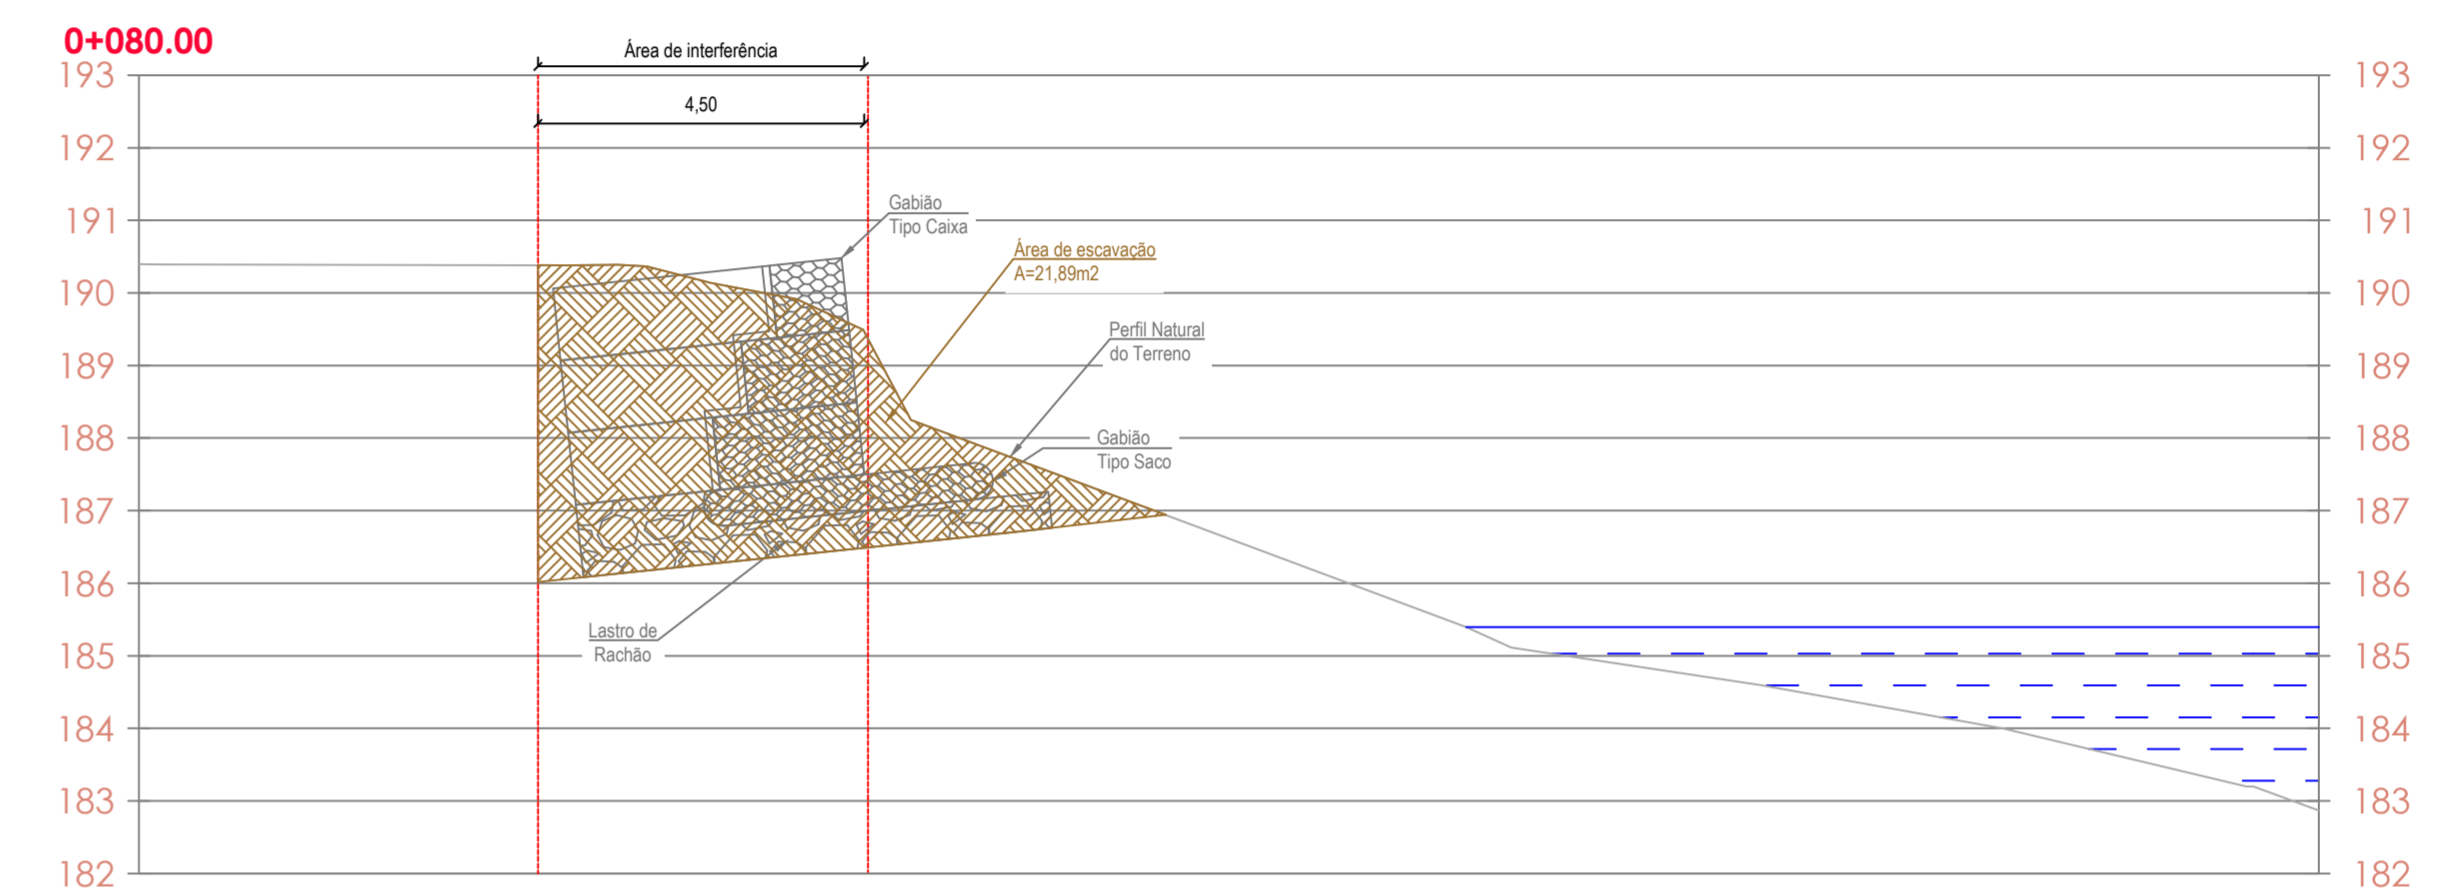 0+080.00
Área de interferência
193 193
4,50
192 192
Gabião
Tipo Caixa
191 191
Área de escavação
A=21,89m2
190 190
Perfil Natural
do Terreno
189 189
188 188
Gabião
Tipo Saco
187 187
186 186
Lastro de
Rachão
185 185
184 184
183 183
182 182